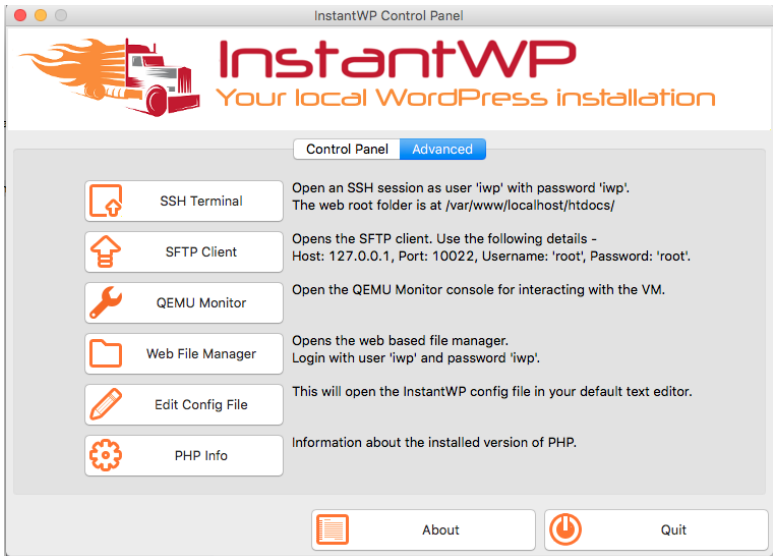 InstantWP Control Panel
InstantWP
Your local WordPress installation
Control Panel
Advanced
SSH Terminal
Open an SSH session as user 'iwp' with password 'iwp'.
The web root folder is at /var/www/localhost/htdocs/
SFTP Client
Opens the SFTP client. Use the following details -
Host: 127.0.0.1, Port: 10022, Username: 'root', Password: 'root'.
QEMU Monitor
Open the QEMU Monitor console for interacting with the VM.
Web File Manager
Opens the web based file manager.
Login with user 'iwp' and password 'iwp'.
Edit Config File
This will open the InstantWP config file in your default text editor.
PHP Info
Information about the installed version of PHP.
About
Quit